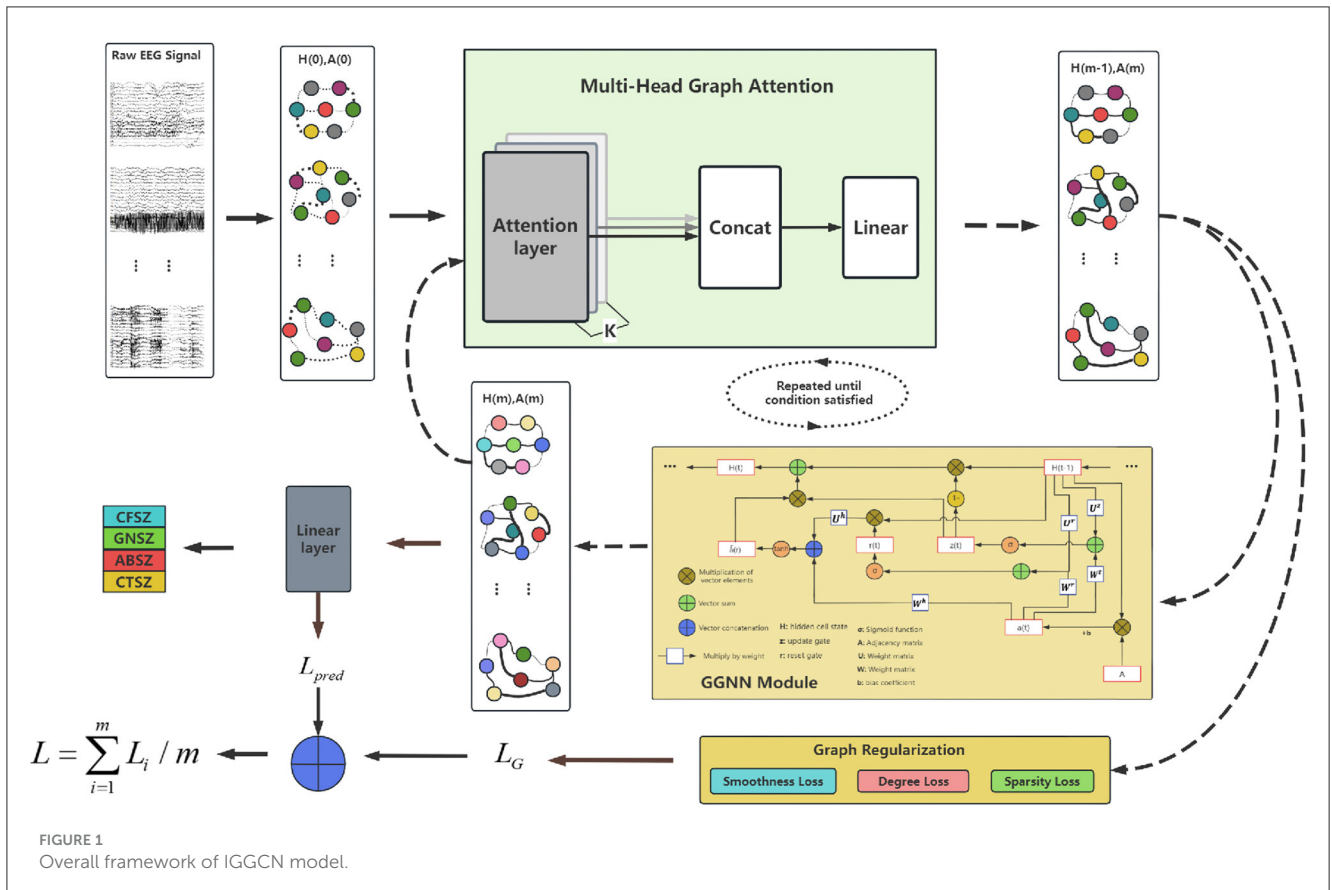 Raw EEG Signal
H(0),A(0)
Multi-Head Graph Attention
Attention
layer
Concat
Linear
K
H(m-1),A(m)
Repeated until
condition satisfied
H(m),A(m)
CFSZ
GNSZ
ABSZ
CTSZ
Linear
layer
H(t)
H(t-1)
1-
U^h
U^r
U^z
r(t)
z(t)
tanh
σ
σ
W^h
W^r
W^z
a(t)
+b
A
Multiplication of
vector elements
Vector sum
Vector concatenation
Multiply by weight
H: hidden cell state
z: update gate
r: reset gate
σ: Sigmoid function
A: Adjacency matrix
U: Weight matrix
W: Weight matrix
b: biac coefficient
GGNN Module
L_pred
L = ∑_{i=1}^{m} L_i / m
L_G
Graph Regularization
Smoothness Loss
Degree Loss
Sparsity Loss
FIGURE 1
Overall framework of IGGCN model.